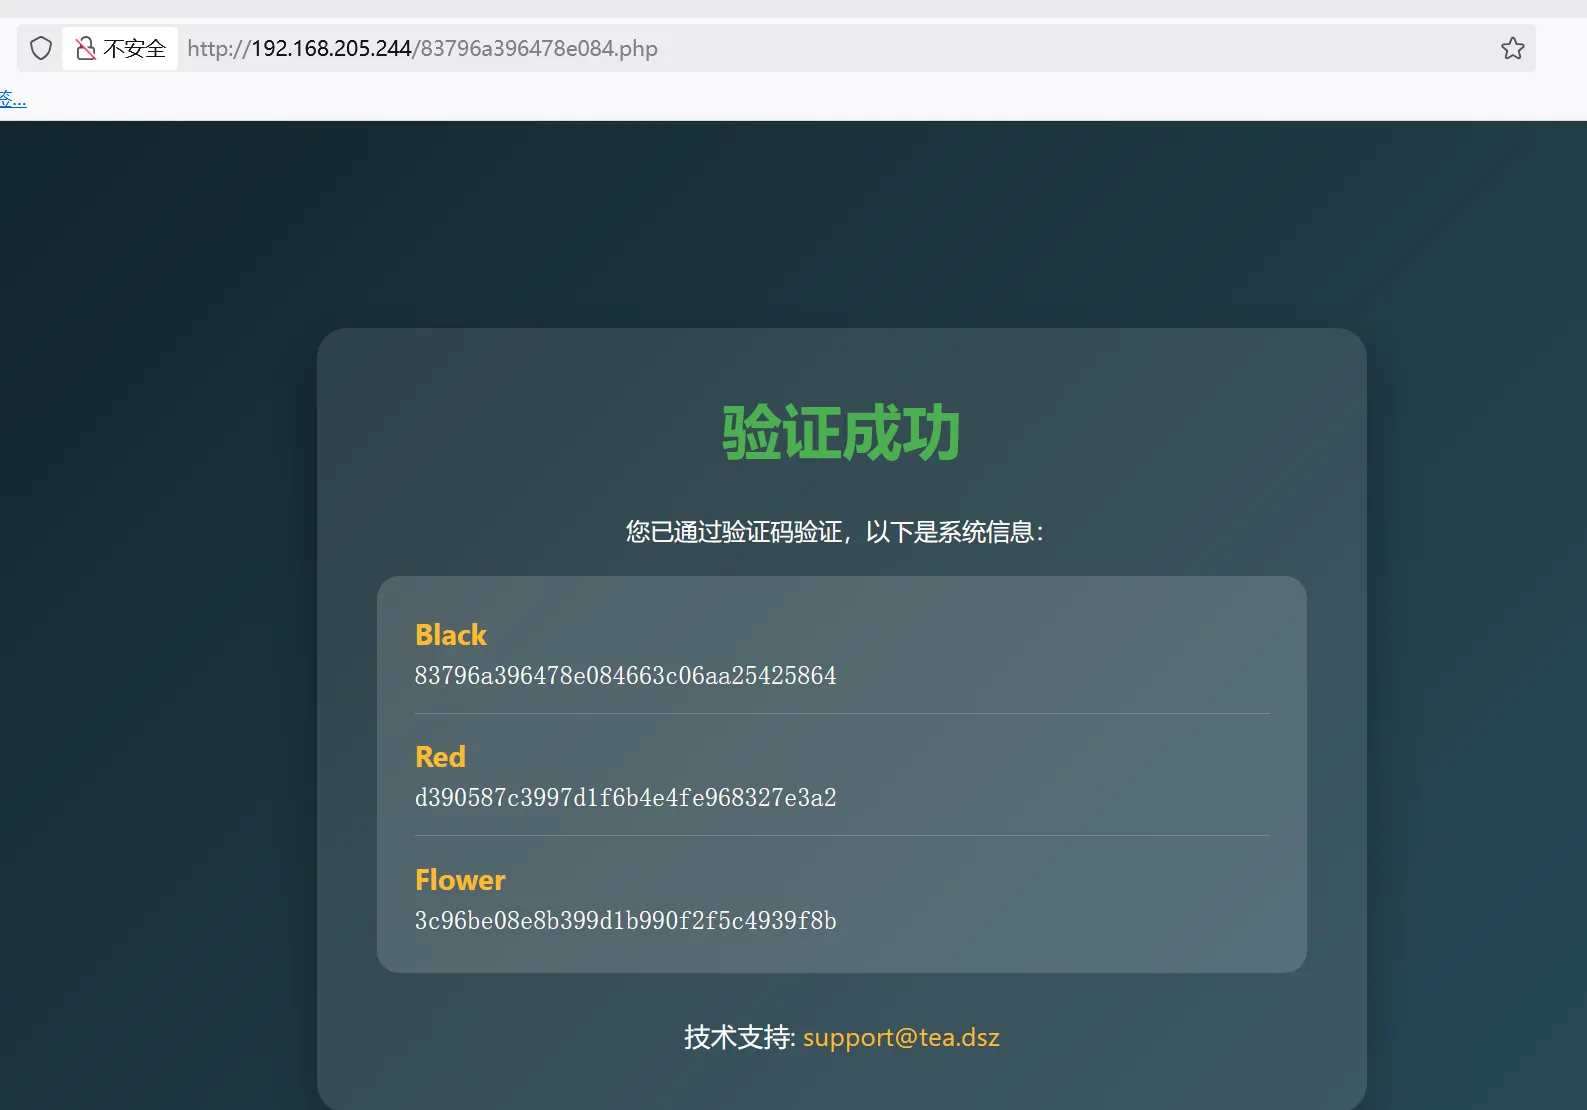 不安全 http://192.168.205.244/83796a396478e084.php
签...
验证成功
您已通过验证码验证，以下是系统信息：
Black
83796a396478e084663c06aa25425864
Red
d390587c3997d1f6b4e4fe968327e3a2
Flower
3c96be08e8b399d1b990f2f5c4939f8b
技术支持: support@tea.dsz